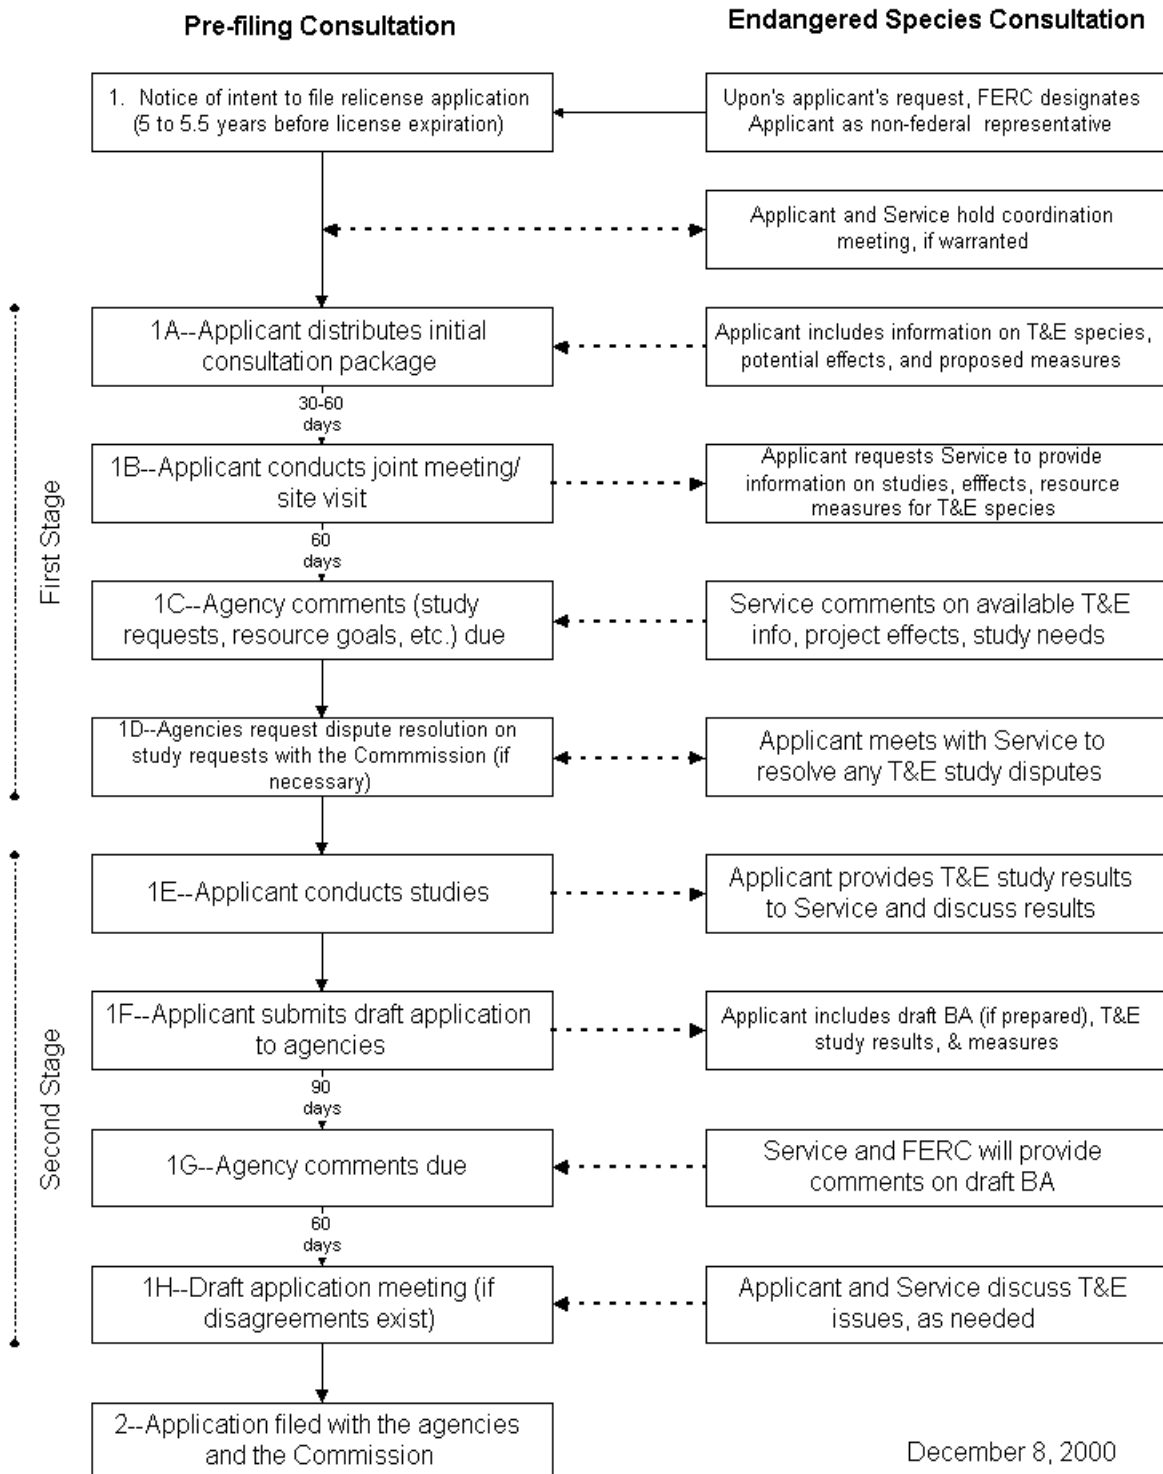 Pre-filing Consultation
Endangered Species Consultation
1. Notice of intent to file relicense application
(5 to 5.5 years before license expiration)
Upon's applicant's request, FERC designates
Applicant as non-federal representative
Applicant and Service hold coordination
meeting, if warranted
First Stage
1A--Applicant distributes initial
consultation package
Applicant includes information on T&E species,
potential effects, and proposed measures
30-60
days
1B--Applicant conducts joint meeting/
site visit
Applicant requests Service to provide
information on studies, efffects, resource
measures for T&E species
60
days
1C--Agency comments (study
requests, resource goals, etc.) due
Service comments on available T&E
info, project effects, study needs
1D--Agencies request dispute resolution on
study requests with the Commmission (if
necessary)
Applicant meets with Service to
resolve any T&E study disputes
Second Stage
1E--Applicant conducts studies
Applicant provides T&E study results
to Service and discuss results
1F--Applicant submits draft application
to agencies
Applicant includes draft BA (if prepared), T&E
study results, & measures
90
days
1G--Agency comments due
Service and FERC will provide
comments on draft BA
60
days
1H--Draft application meeting (if
disagreements exist)
Applicant and Service discuss T&E
issues, as needed
2--Application filed with the agencies
and the Commission
December 8, 2000